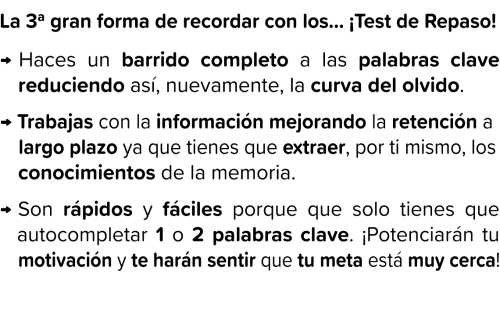 La 3ª gran forma de recordar con los... ¡Test de Repaso!
→ Haces un barrido completo a las palabras clave
reduciendo así, nuevamente, la curva del olvido.
→ Trabajas con la información mejorando la retención a
largo plazo ya que tienes que extraer, por ti mismo, los
conocimientos de la memoria.
→ Son rápidos y fáciles porque que solo tienes que
autocompletar 1 o 2 palabras clave. ¡Potenciarán tu
motivación y te harán sentir que tu meta está muy cerca!